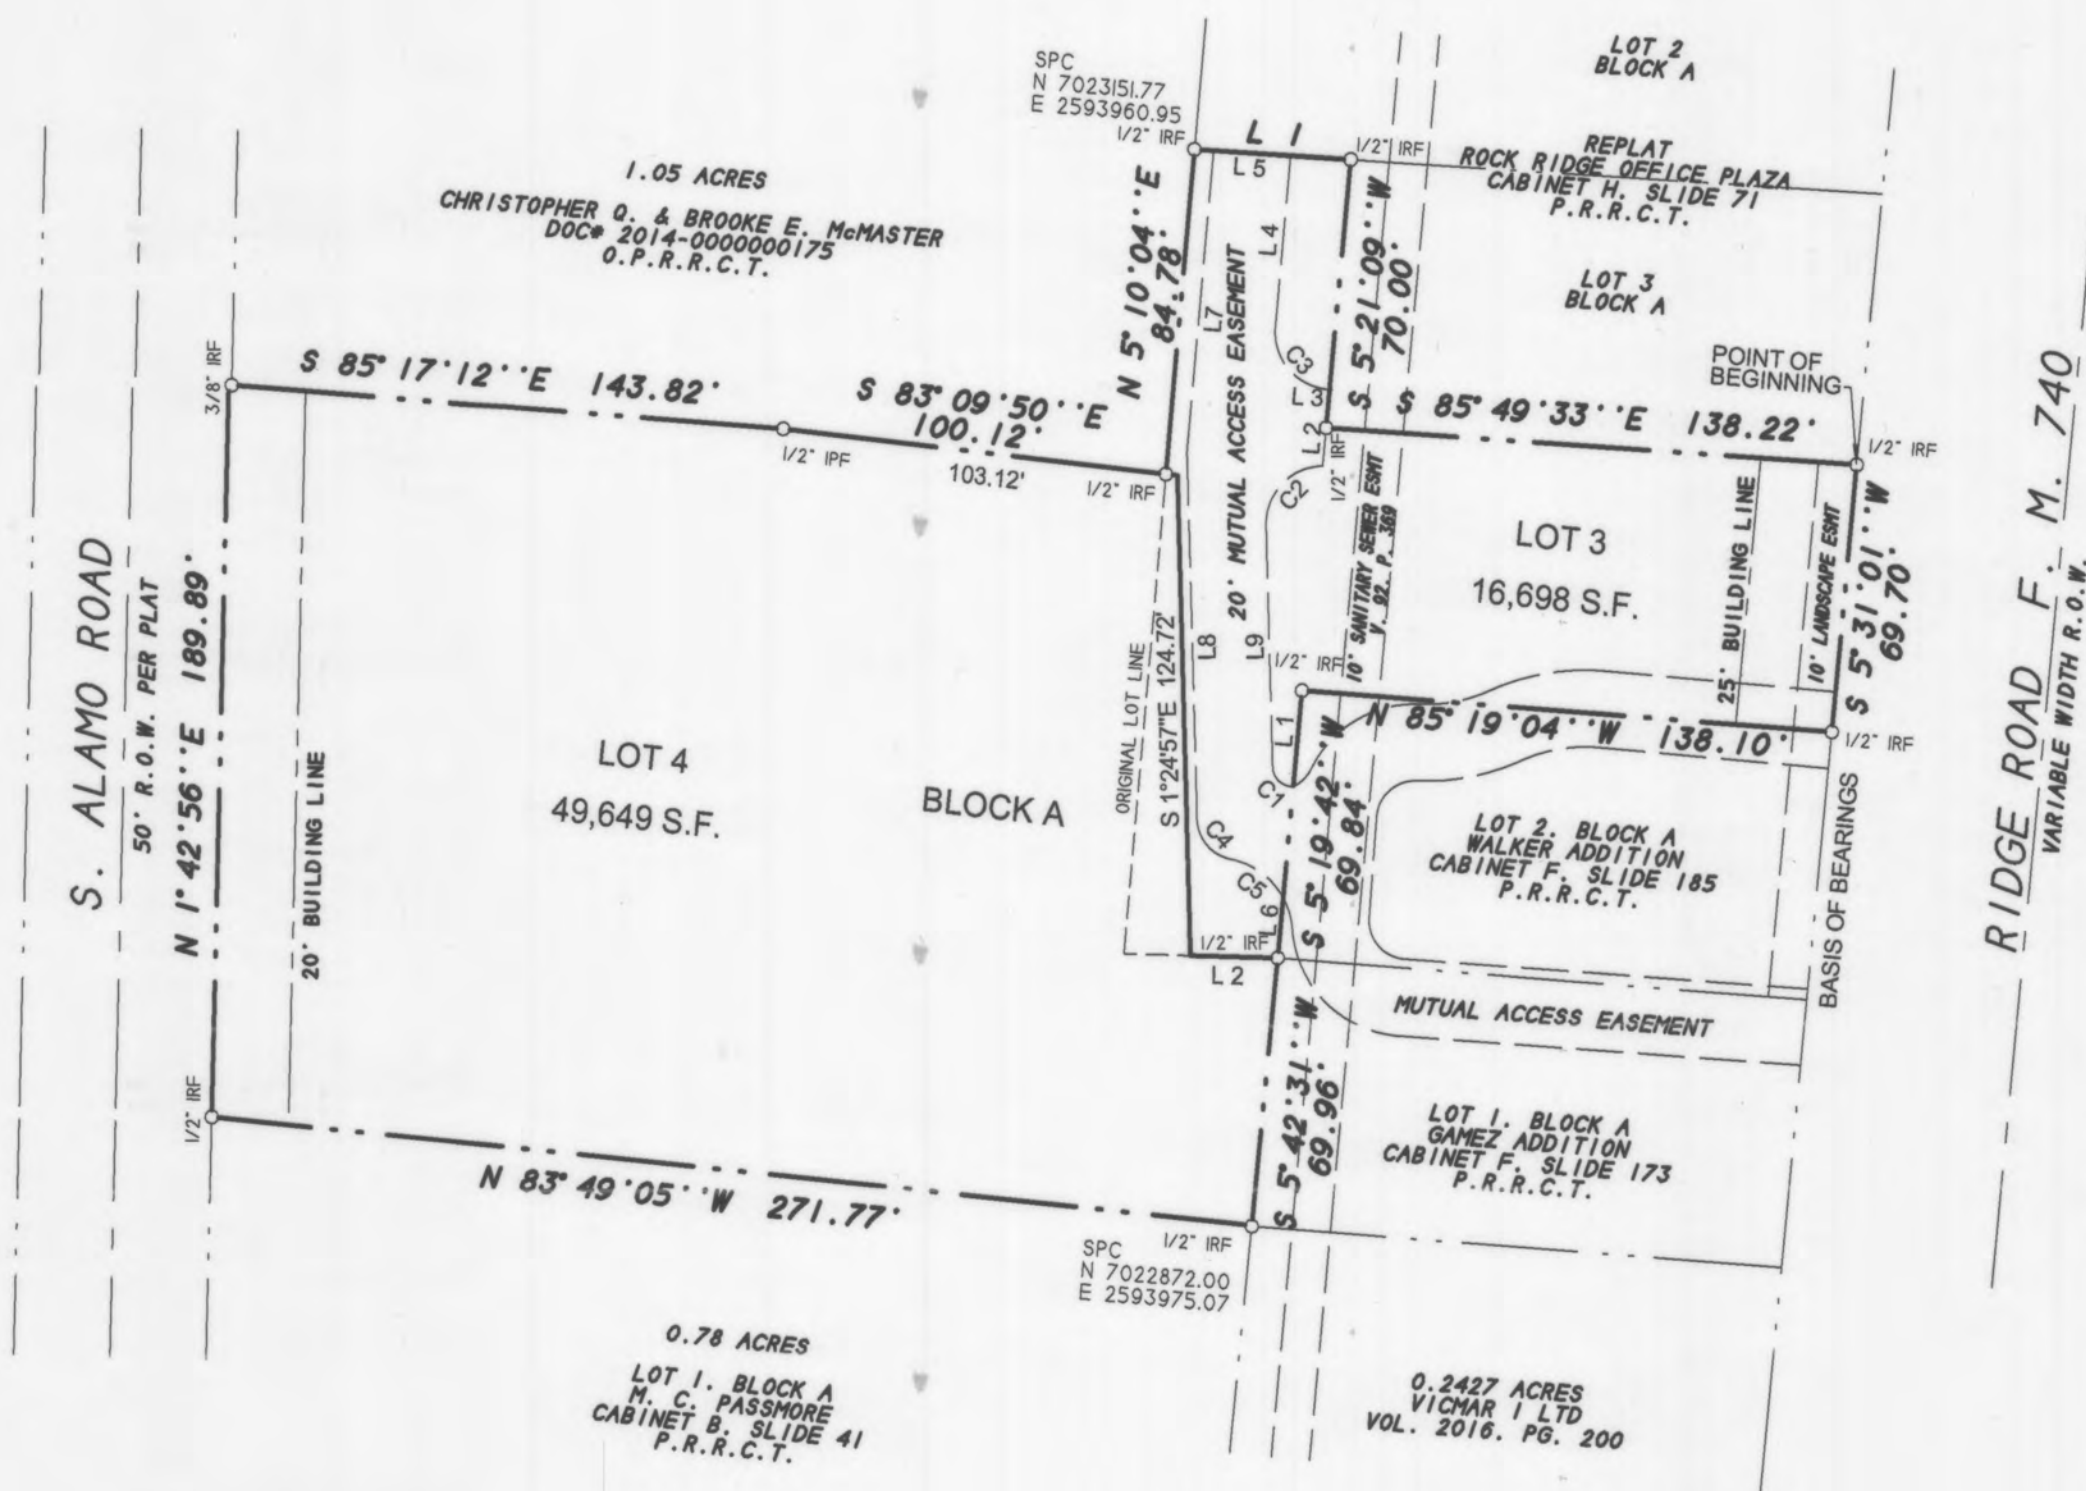 LOT 2
BLOCK A
SPC
N 7023151.77
E 2593960.95
1/2" IRF
L 1
1/2" IRF
L 5
REPLAT
ROCK RIDGE OFFICE PLAZA
CABINET H. SLIDE 71
P.R.R.C.T.
1.05 ACRES
CHRISTOPHER Q. & BROOKE E. McMASTER
DOC# 2014-0000000175
O.P.R.R.C.T.
N 5°10'04''E
84.78'
L4
L7
20' MUTUAL ACCESS EASEMENT
C3
L 3
S 5°21'09''W
70.00'
LOT 3
BLOCK A
POINT OF
BEGINNING
3/8" IRF
S 85°17'12''E 143.82'
S 83°09'50''E
100.12'
103.12'
1/2" IPF
1/2" IRF
L 2
1/2" IRF
C2
S 85°49'33''E 138.22'
1/2" IRF
RIDGE ROAD F. M. 740
VARIABLE WIDTH R.O.W.
S. ALAMO ROAD
50' R.O.W. PER PLAT
N 1°42'56''E 189.89'
20' BUILDING LINE
LOT 4
49,649 S.F.
BLOCK A
ORIGINAL LOT LINE
S 1°24'57"E 124.72'
L8
L9
10' SANITARY SEWER ESMT
V. 92. P. 369
LOT 3
16,698 S.F.
25' BUILDING LINE
10' LANDSCAPE ESMT
S 5°31'01''W
69.70'
1/2" IRF
L1
C1
N 85°19'04''W 138.10'
1/2" IRF
S 5°19'42''W
69.84'
C4
C5
L 6
1/2" IRF
L 2
LOT 2. BLOCK A
WALKER ADDITION
CABINET F. SLIDE 185
P.R.R.C.T.
BASIS OF BEARINGS
MUTUAL ACCESS EASEMENT
S 5°42'31''W
69.96'
LOT 1. BLOCK A
GAMEZ ADDITION
CABINET F. SLIDE 173
P.R.R.C.T.
1/2" IRF
N 83°49'05''W 271.77'
1/2" IRF
SPC
N 7022872.00
E 2593975.07
0.78 ACRES
LOT 1. BLOCK A
M. C. PASSMORE
CABINET B. SLIDE 41
P.R.R.C.T.
0.2427 ACRES
VICMAR I LTD
VOL. 2016. PG. 200